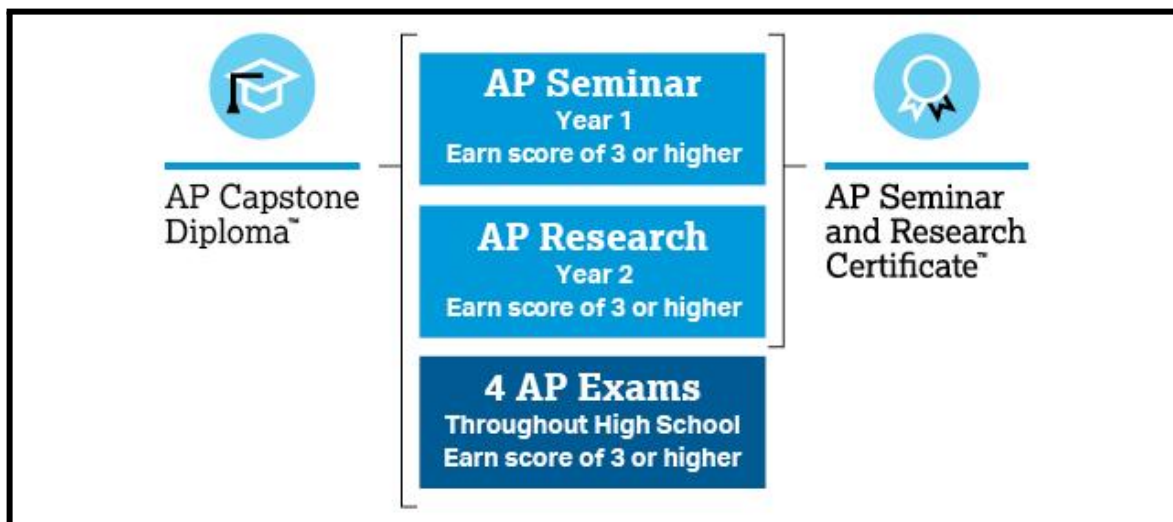 AP Capstone
Diploma™
AP Seminar
Year 1
Earn score of 3 or higher
AP Research
Year 2
Earn score of 3 or higher
4 AP Exams
Throughout High School
Earn score of 3 or higher
AP Seminar
and Research
Certificate™